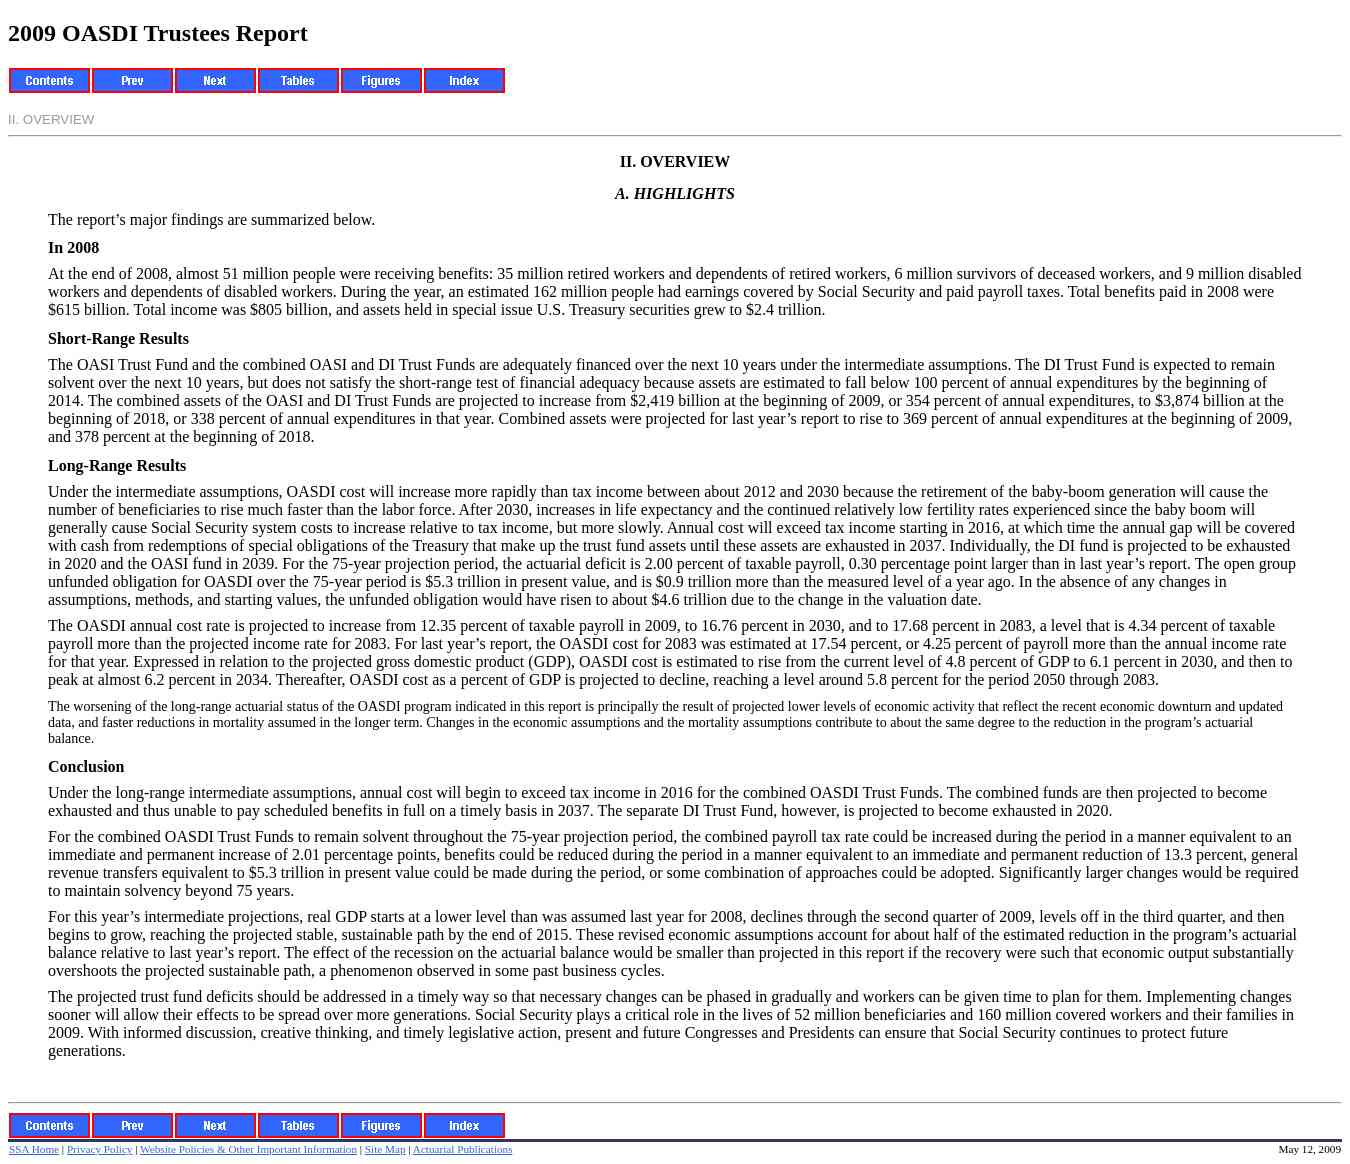 2009 OASDI Trustees Report
Contents Prev Next Tables Figures Index
II. OVERVIEW
II. OVERVIEW
A. HIGHLIGHTS
The report’s major findings are summarized below.
In 2008
At the end of 2008, almost 51 million people were receiving benefits: 35 million retired workers and dependents of retired workers, 6 million survivors of deceased workers, and 9 million disabled
workers and dependents of disabled workers. During the year, an estimated 162 million people had earnings covered by Social Security and paid payroll taxes. Total benefits paid in 2008 were
$615 billion. Total income was $805 billion, and assets held in special issue U.S. Treasury securities grew to $2.4 trillion.
Short-Range Results
The OASI Trust Fund and the combined OASI and DI Trust Funds are adequately financed over the next 10 years under the intermediate assumptions. The DI Trust Fund is expected to remain
solvent over the next 10 years, but does not satisfy the short-range test of financial adequacy because assets are estimated to fall below 100 percent of annual expenditures by the beginning of
2014. The combined assets of the OASI and DI Trust Funds are projected to increase from $2,419 billion at the beginning of 2009, or 354 percent of annual expenditures, to $3,874 billion at the
beginning of 2018, or 338 percent of annual expenditures in that year. Combined assets were projected for last year’s report to rise to 369 percent of annual expenditures at the beginning of 2009,
and 378 percent at the beginning of 2018.
Long-Range Results
Under the intermediate assumptions, OASDI cost will increase more rapidly than tax income between about 2012 and 2030 because the retirement of the baby-boom generation will cause the
number of beneficiaries to rise much faster than the labor force. After 2030, increases in life expectancy and the continued relatively low fertility rates experienced since the baby boom will
generally cause Social Security system costs to increase relative to tax income, but more slowly. Annual cost will exceed tax income starting in 2016, at which time the annual gap will be covered
with cash from redemptions of special obligations of the Treasury that make up the trust fund assets until these assets are exhausted in 2037. Individually, the DI fund is projected to be exhausted
in 2020 and the OASI fund in 2039. For the 75-year projection period, the actuarial deficit is 2.00 percent of taxable payroll, 0.30 percentage point larger than in last year’s report. The open group
unfunded obligation for OASDI over the 75-year period is $5.3 trillion in present value, and is $0.9 trillion more than the measured level of a year ago. In the absence of any changes in
assumptions, methods, and starting values, the unfunded obligation would have risen to about $4.6 trillion due to the change in the valuation date.
The OASDI annual cost rate is projected to increase from 12.35 percent of taxable payroll in 2009, to 16.76 percent in 2030, and to 17.68 percent in 2083, a level that is 4.34 percent of taxable
payroll more than the projected income rate for 2083. For last year’s report, the OASDI cost for 2083 was estimated at 17.54 percent, or 4.25 percent of payroll more than the annual income rate
for that year. Expressed in relation to the projected gross domestic product (GDP), OASDI cost is estimated to rise from the current level of 4.8 percent of GDP to 6.1 percent in 2030, and then to
peak at almost 6.2 percent in 2034. Thereafter, OASDI cost as a percent of GDP is projected to decline, reaching a level around 5.8 percent for the period 2050 through 2083.
The worsening of the long-range actuarial status of the OASDI program indicated in this report is principally the result of projected lower levels of economic activity that reflect the recent economic downturn and updated
data, and faster reductions in mortality assumed in the longer term. Changes in the economic assumptions and the mortality assumptions contribute to about the same degree to the reduction in the program’s actuarial
balance.
Conclusion
Under the long-range intermediate assumptions, annual cost will begin to exceed tax income in 2016 for the combined OASDI Trust Funds. The combined funds are then projected to become
exhausted and thus unable to pay scheduled benefits in full on a timely basis in 2037. The separate DI Trust Fund, however, is projected to become exhausted in 2020.
For the combined OASDI Trust Funds to remain solvent throughout the 75-year projection period, the combined payroll tax rate could be increased during the period in a manner equivalent to an
immediate and permanent increase of 2.01 percentage points, benefits could be reduced during the period in a manner equivalent to an immediate and permanent reduction of 13.3 percent, general
revenue transfers equivalent to $5.3 trillion in present value could be made during the period, or some combination of approaches could be adopted. Significantly larger changes would be required
to maintain solvency beyond 75 years.
For this year’s intermediate projections, real GDP starts at a lower level than was assumed last year for 2008, declines through the second quarter of 2009, levels off in the third quarter, and then
begins to grow, reaching the projected stable, sustainable path by the end of 2015. These revised economic assumptions account for about half of the estimated reduction in the program’s actuarial
balance relative to last year’s report. The effect of the recession on the actuarial balance would be smaller than projected in this report if the recovery were such that economic output substantially
overshoots the projected sustainable path, a phenomenon observed in some past business cycles.
The projected trust fund deficits should be addressed in a timely way so that necessary changes can be phased in gradually and workers can be given time to plan for them. Implementing changes
sooner will allow their effects to be spread over more generations. Social Security plays a critical role in the lives of 52 million beneficiaries and 160 million covered workers and their families in
2009. With informed discussion, creative thinking, and timely legislative action, present and future Congresses and Presidents can ensure that Social Security continues to protect future
generations.
Contents Prev Next Tables Figures Index
SSA Home | Privacy Policy | Website Policies & Other Important Information | Site Map | Actuarial Publications May 12, 2009